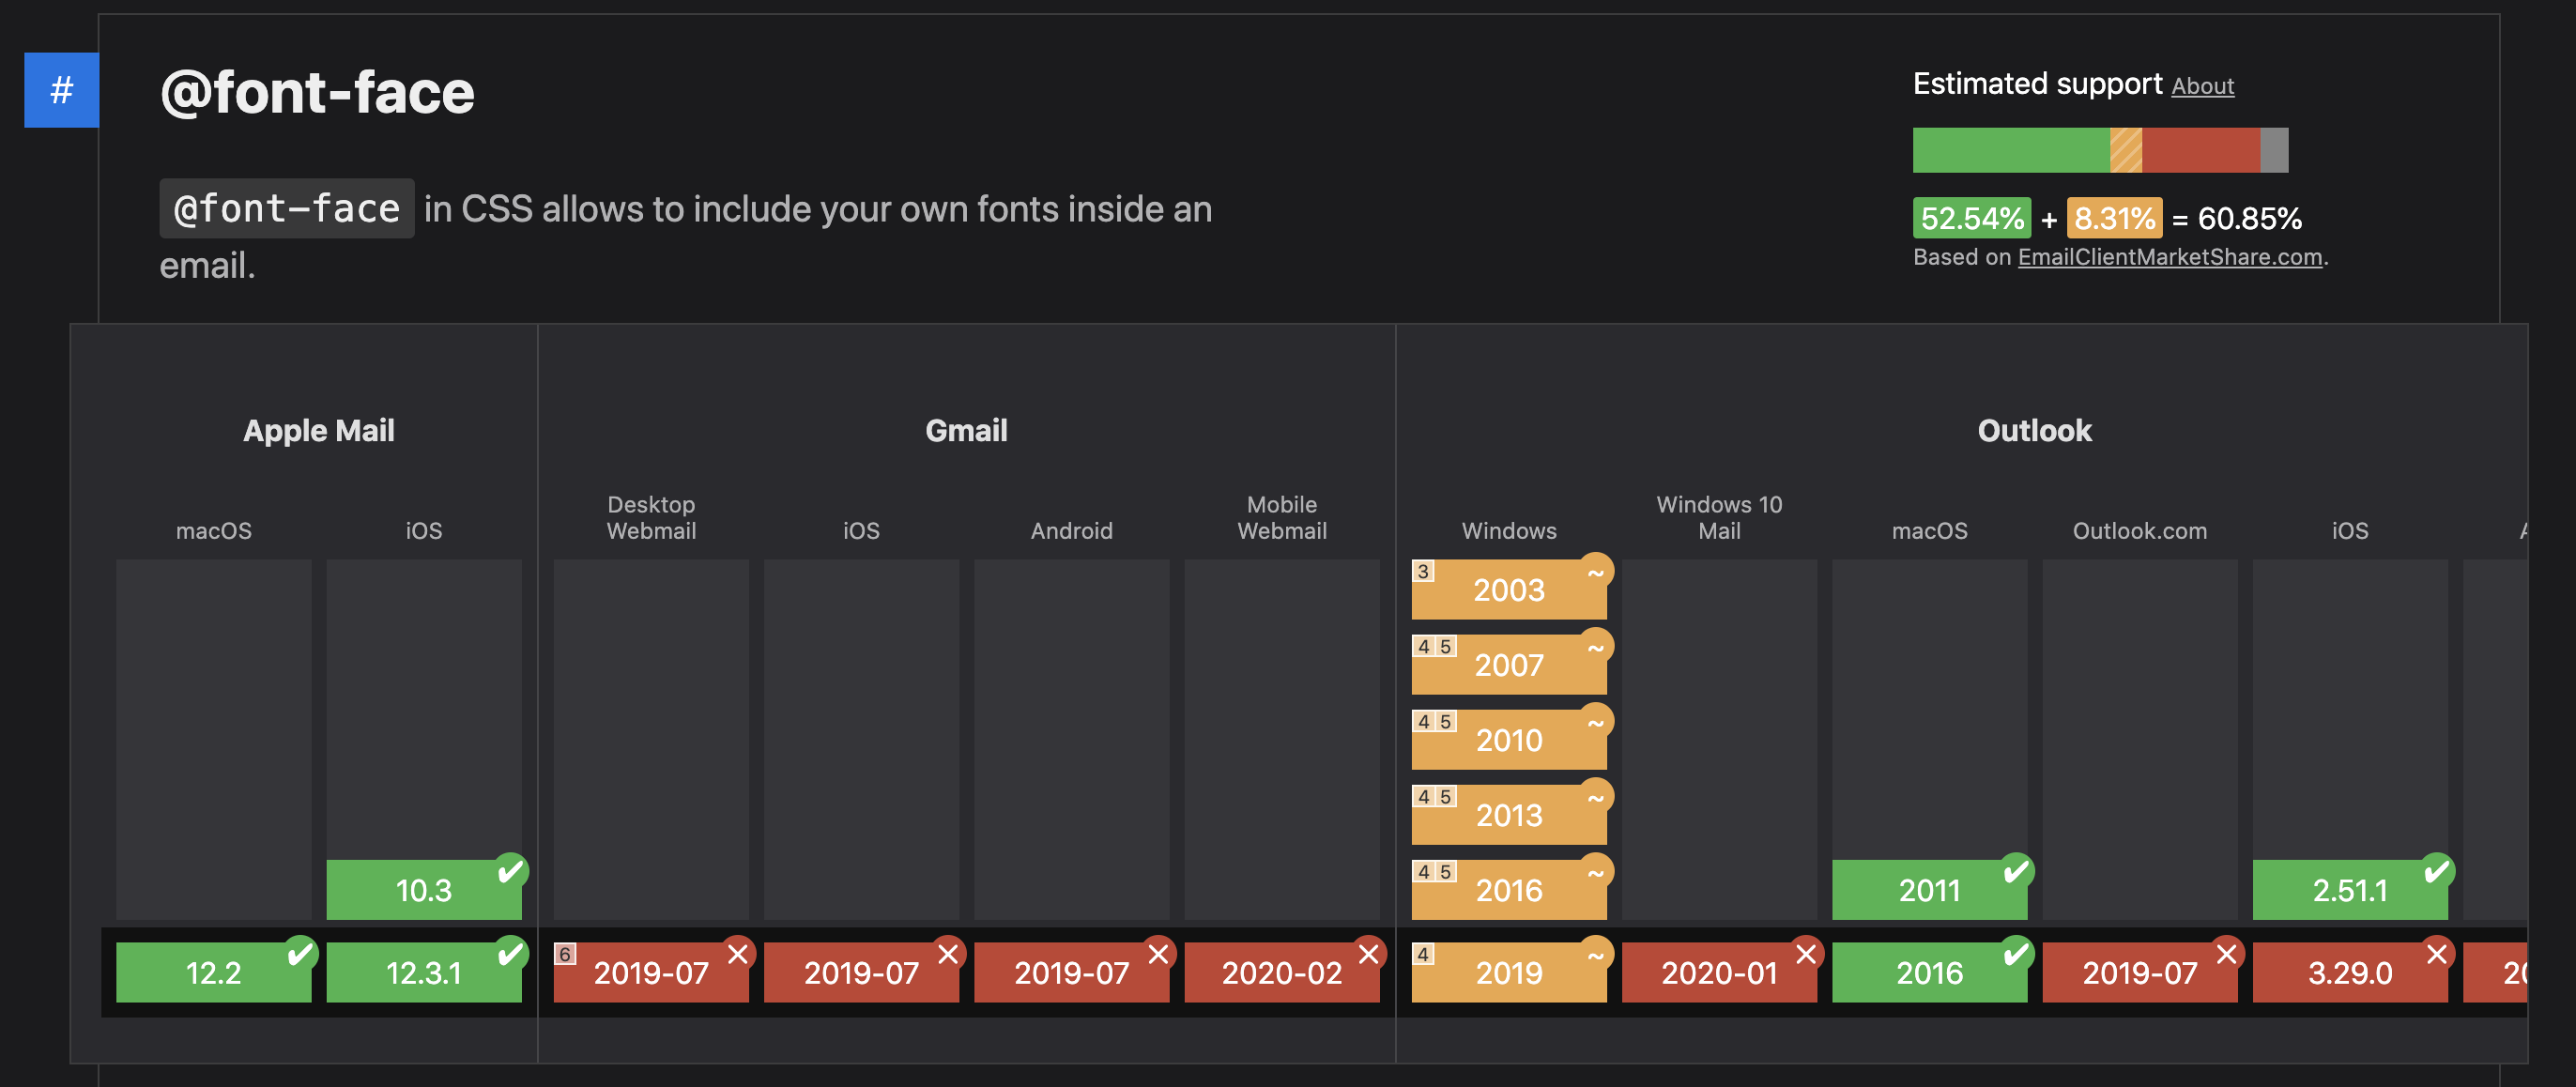 #
@font-face
@font-face in CSS allows to include your own fonts inside an
email.
Estimated support About
52.54% + 8.31% = 60.85%
Based on EmailClientMarketShare.com.
Apple Mail
Gmail
Outlook
macOS
iOS
Desktop
Webmail
iOS
Android
Mobile
Webmail
Windows
Windows 10
Mail
macOS
Outlook.com
iOS
3 2003 ~
4 5 2007 ~
4 5 2010 ~
4 5 2013 ~
10.3 ✔
4 5 2016 ~
2011 ✔
2.51.1 ✔
12.2 ✔
12.3.1 ✔
6 2019-07 ✕
2019-07 ✕
2019-07 ✕
2020-02 ✕
4 2019 ~
2020-01 ✕
2016 ✔
2019-07 ✕
3.29.0 ✕